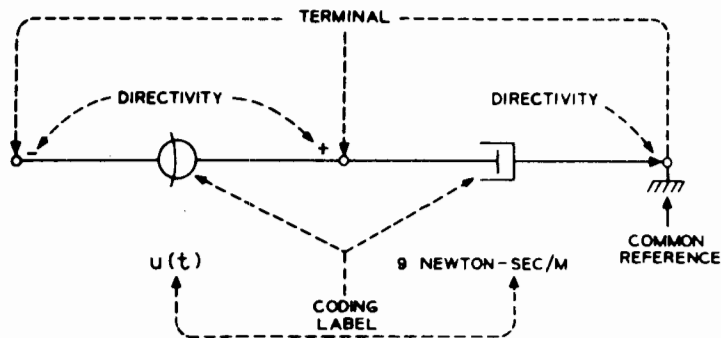 TERMINAL
DIRECTIVITY
DIRECTIVITY
- +
u(t)
9 NEWTON-SEC/M
COMMON
REFERENCE
CODING
LABEL